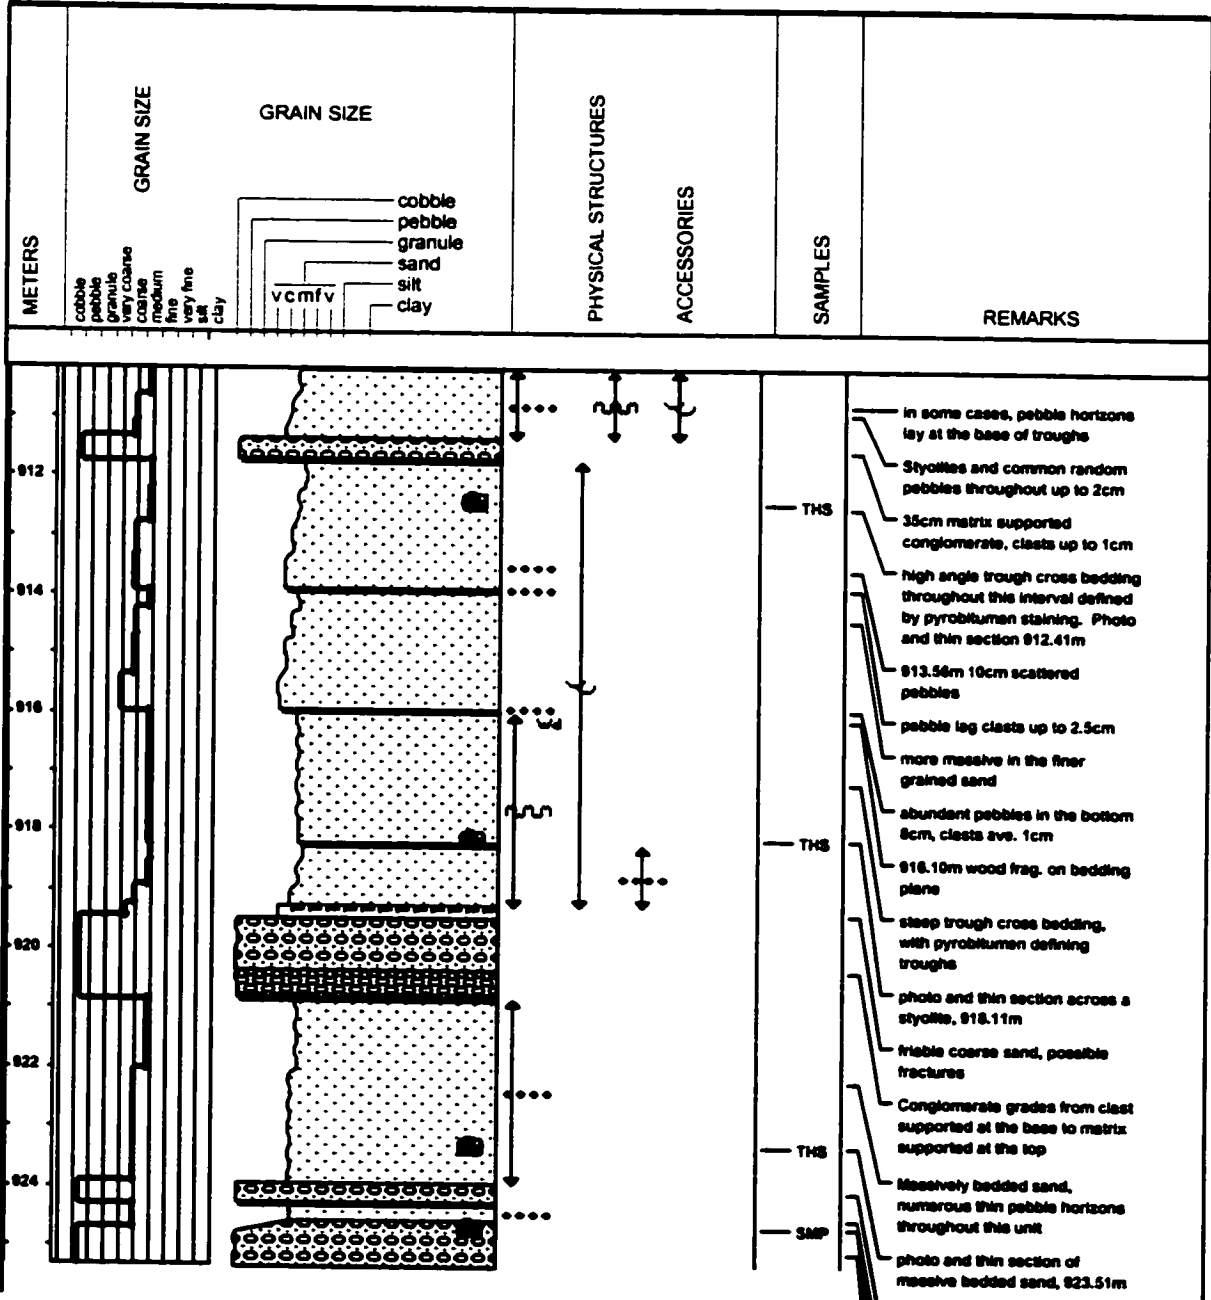 METERS
GRAIN SIZE
cobble
pebble
granule
very coarse
coarse
medium
fine
very fine
silt
clay
GRAIN SIZE
cobble
pebble
granule
sand
silt
clay
v c m f v
PHYSICAL STRUCTURES
ACCESSORIES
SAMPLES
REMARKS
912
914
916
918
920
922
924
THS
THS
THS
SMP
in some cases, pebble horizons
lay at the base of troughs
Styolites and common random
pebbles throughout up to 2cm
35cm matrix supported
conglomerate, clasts up to 1cm
high angle trough cross bedding
throughout this interval defined
by pyrobitumen staining. Photo
and thin section 912.41m
913.56m 10cm scattered
pebbles
pebble lag clasts up to 2.5cm
more massive in the finer
grained sand
abundant pebbles in the bottom
8cm, clasts ave. 1cm
916.10m wood frag. on bedding
plane
steep trough cross bedding,
with pyrobitumen defining
troughs
photo and thin section across a
styolite, 918.11m
friable coarse sand, possible
fractures
Conglomerate grades from clast
supported at the base to matrix
supported at the top
Massively bedded sand,
numerous thin pebble horizons
throughout this unit
photo and thin section of
massive bedded sand, 923.51m